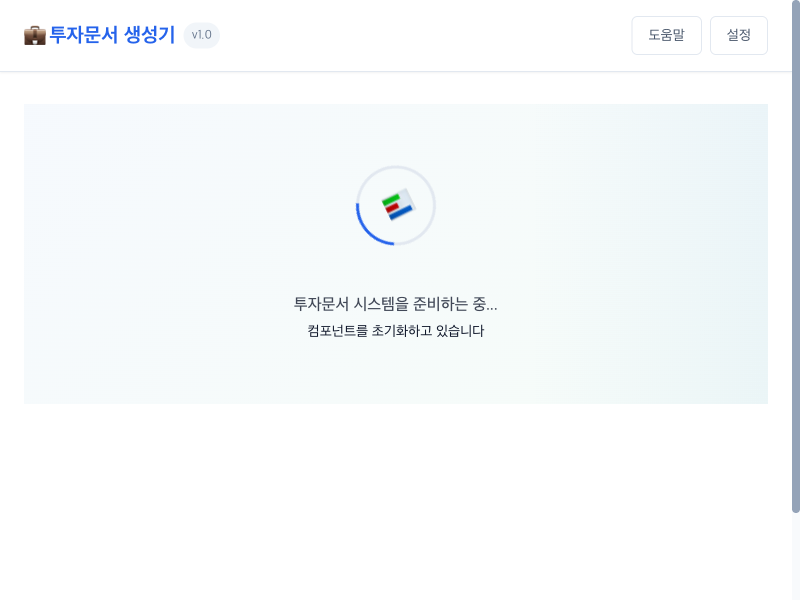 투자문서 생성기
v1.0
도움말
설정
투자문서 시스템을 준비하는 중...
컴포넌트를 초기화하고 있습니다